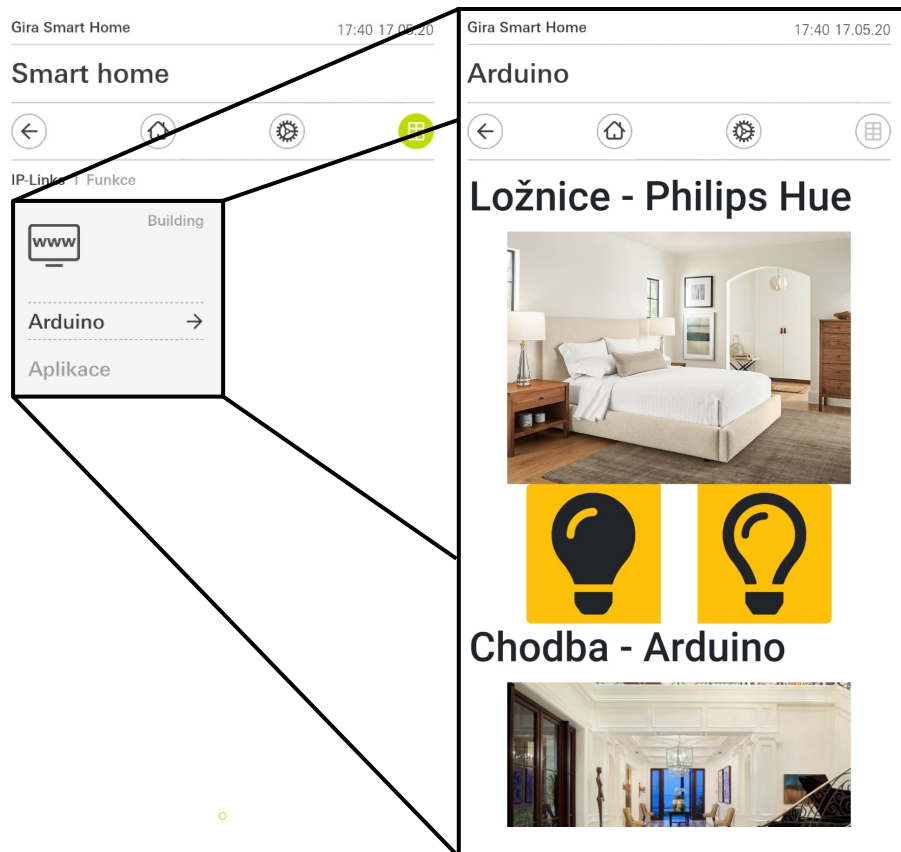 Gira Smart Home 17:40 17.05.20
Smart home
IP-Links | Funkce
Building
www
Arduino
Aplikace
Gira Smart Home 17:40 17.05.20
Arduino
Ložnice - Philips Hue
Chodba - Arduino